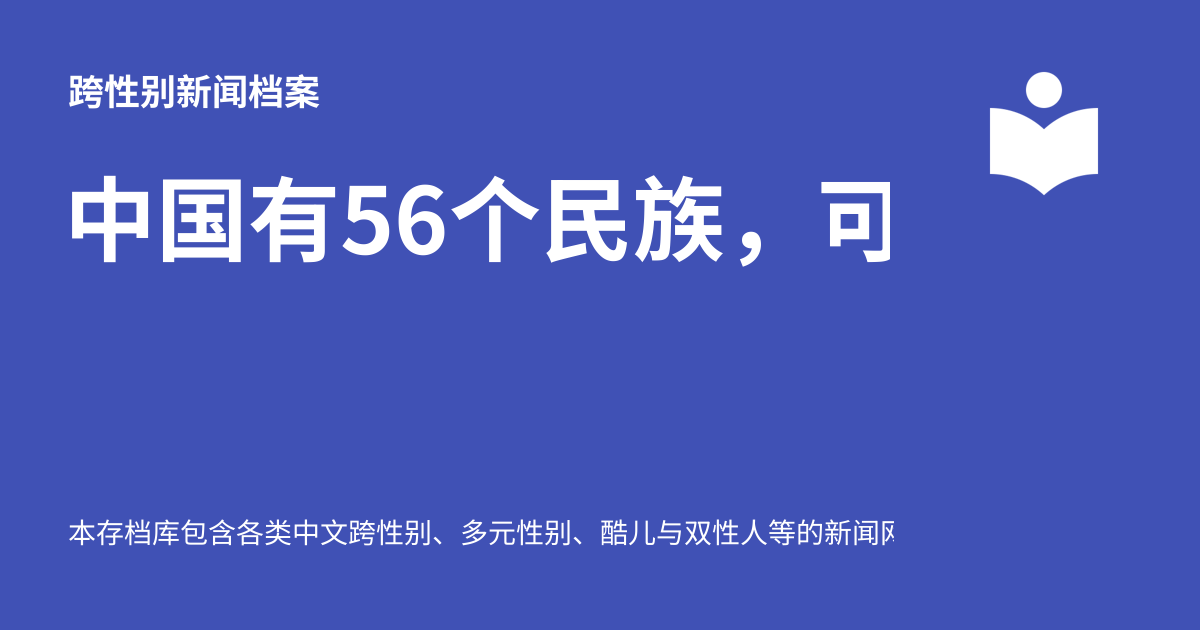 跨性别新闻档案
中国有56个民族，可
本存档库包含各类中文跨性别、多元性别、酷儿与双性人等的新闻